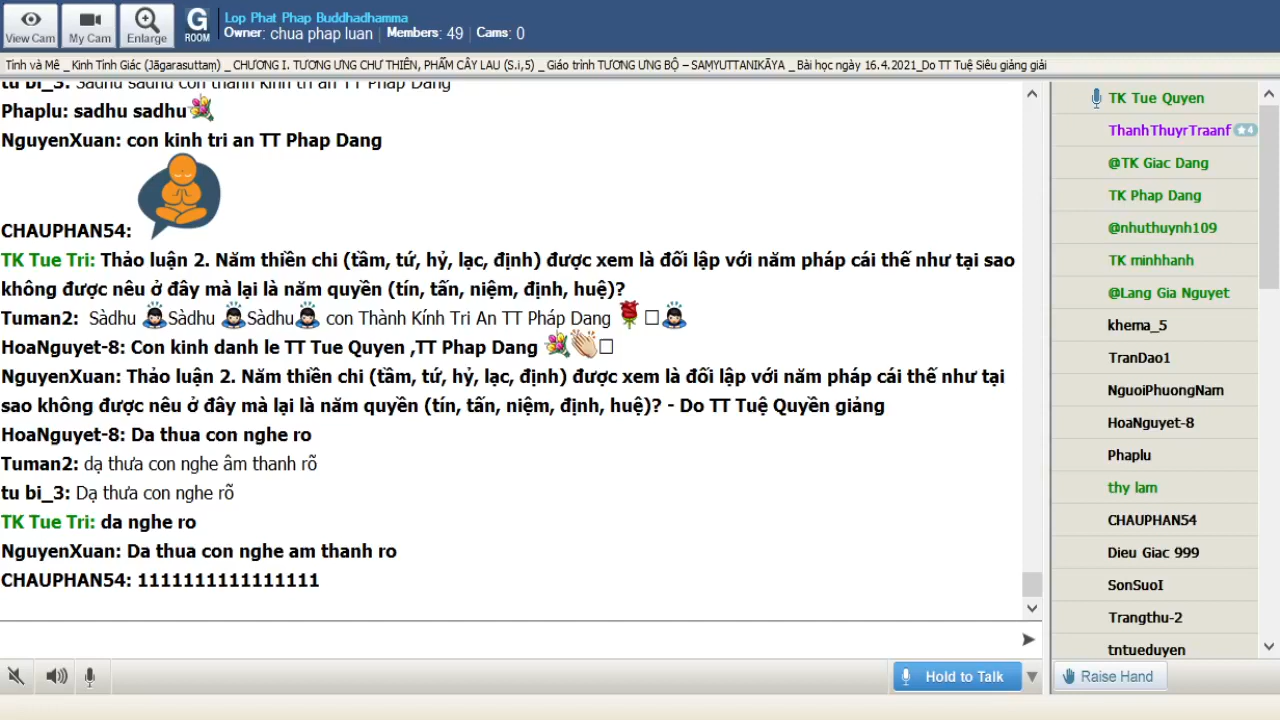 View Cam
My Cam
Enlarge
G
ROOM
Lop Phat Phap Buddhadhamma
Owner: chua phap luan | Members: 49 | Cams: 0
Tỉnh và Mê _ Kinh Tỉnh Giác (Jāgarasuttaṃ) _ CHƯƠNG I. TƯƠNG ƯNG CHƯ THIÊN, PHẨM CÂY LAU (S.i,5) _ Giáo trình TƯƠNG ƯNG BỘ – SAṂYUTTANIKĀYA _ Bài học ngày 16.4.2021_Do TT Tuệ Siêu giảng giải
tu bi_3: Sadhu sadhu con thành kính tri ân TT Pháp Dang
Phaplu: sadhu sadhu
NguyenXuan: con kinh tri an TT Phap Dang
CHAUPHAN54:
TK Tue Tri: Thảo luận 2. Năm thiền chi (tầm, tứ, hỷ, lạc, định) được xem là đối lập với năm pháp cái thế như tại sao
không được nêu ở đây mà lại là năm quyền (tín, tấn, niệm, định, huệ)?
Tuman2: Sàdhu Sàdhu Sàdhu con Thành Kính Tri Ân TT Pháp Dang
HoaNguyet-8: Con kinh danh le TT Tue Quyen ,TT Phap Dang
NguyenXuan: Thảo luận 2. Năm thiền chi (tầm, tứ, hỷ, lạc, định) được xem là đối lập với năm pháp cái thế như tại
sao không được nêu ở đây mà lại là năm quyền (tín, tấn, niệm, định, huệ)? - Do TT Tuệ Quyền giảng
HoaNguyet-8: Da thua con nghe ro
Tuman2: dạ thưa con nghe âm thanh rõ
tu bi_3: Dạ thưa con nghe rõ
TK Tue Tri: da nghe ro
NguyenXuan: Da thua con nghe am thanh ro
CHAUPHAN54: 1111111111111111
Hold to Talk
TK Tue Quyen
ThanhThuyrTraanf 4
@TK Giac Dang
TK Phap Dang
@nhuthuynh109
TK minhhanh
@Lang Gia Nguyet
khema_5
TranDao1
NguoiPhuongNam
HoaNguyet-8
Phaplu
thy lam
CHAUPHAN54
Dieu Giac 999
SonSuoI
Trangthu-2
tntueduyen
Raise Hand